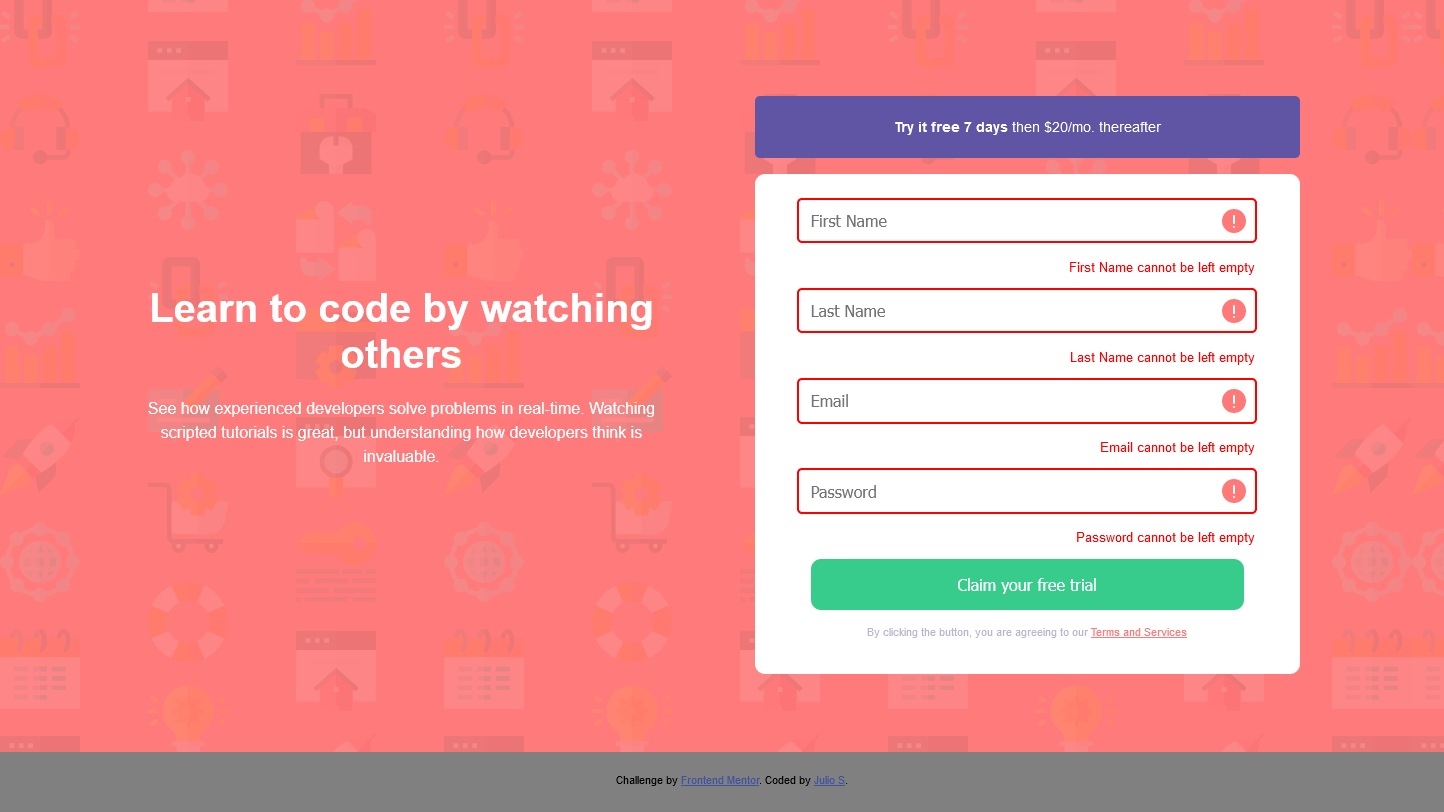 Learn to code by watching
others
See how experienced developers solve problems in real-time. Watching
scripted tutorials is great, but understanding how developers think is
invaluable.
Try it free 7 days then $20/mo. thereafter
First Name
First Name cannot be left empty
Last Name
Last Name cannot be left empty
Email
Email cannot be left empty
Password
Password cannot be left empty
Claim your free trial
By clicking the button, you are agreeing to our Terms and Services
Challenge by Frontend Mentor. Coded by Julio S.